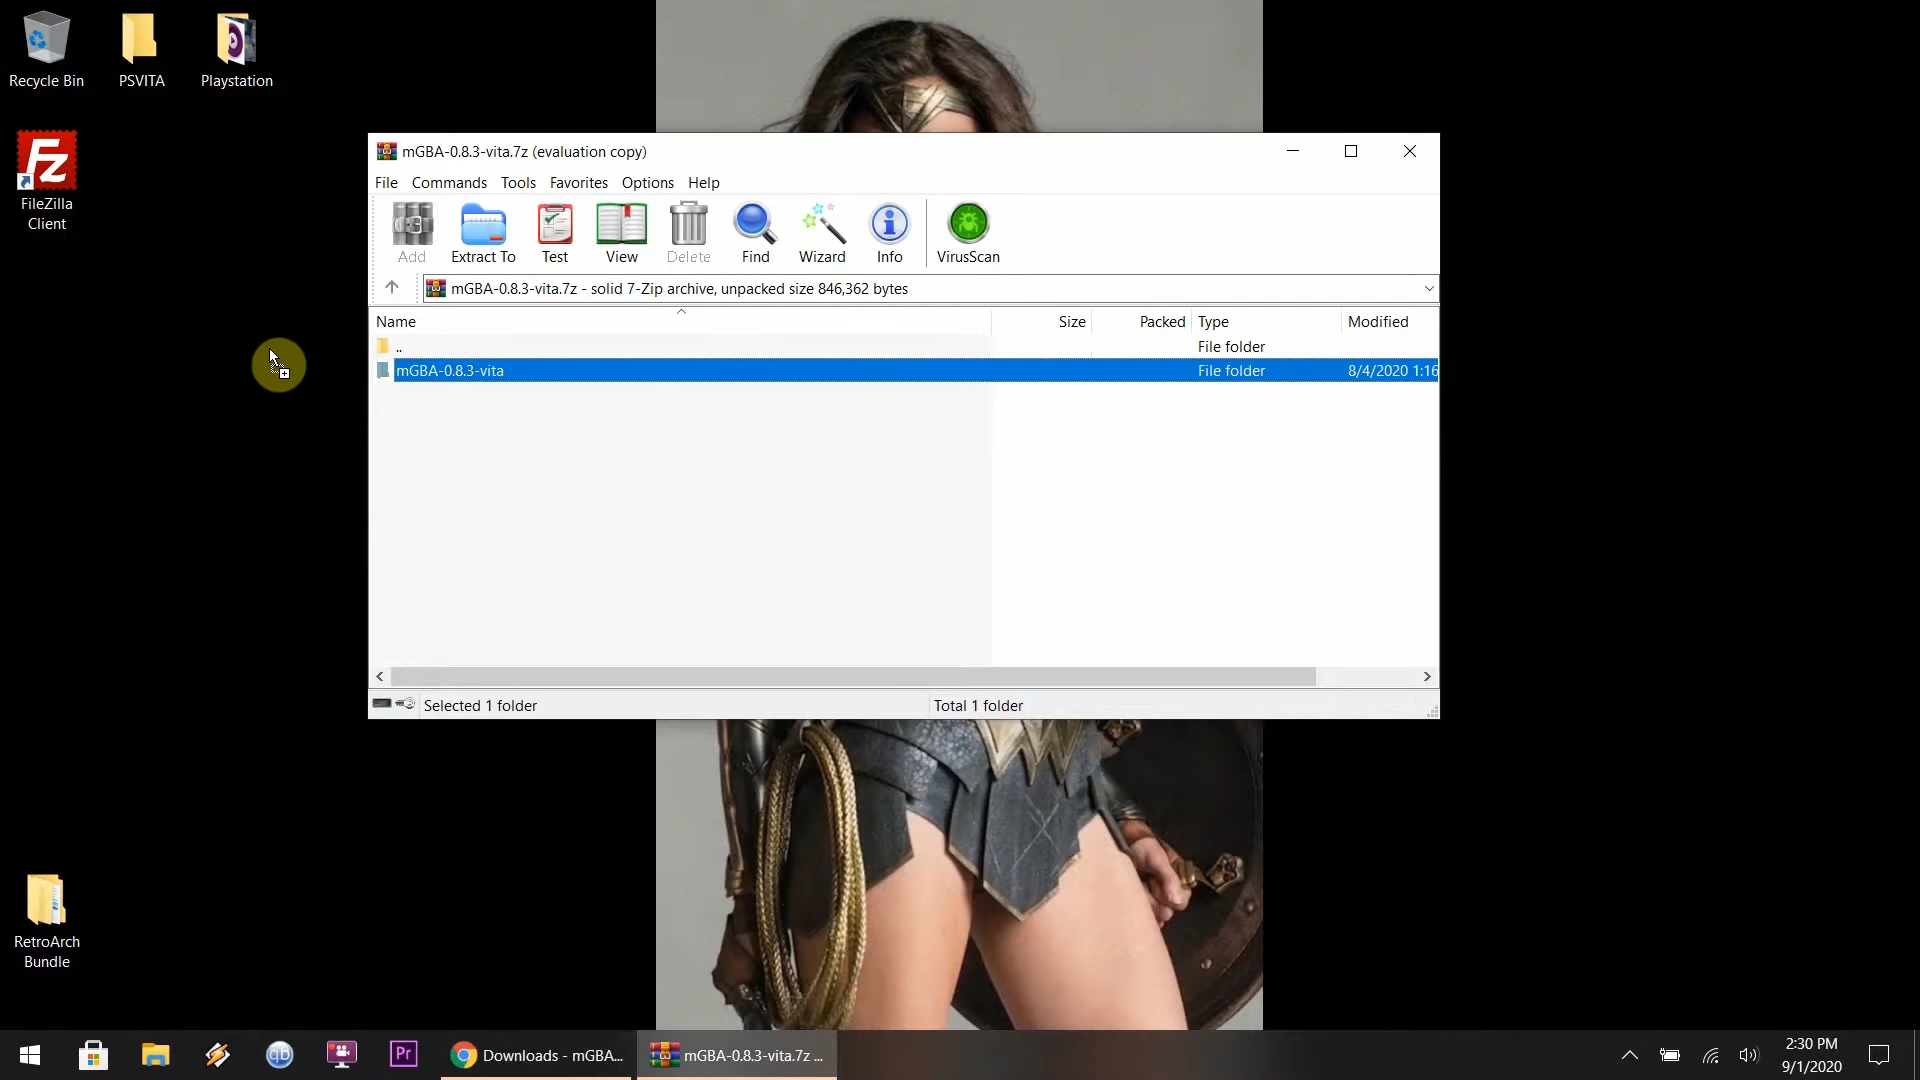 Recycle Bin
PSVITA
Playstation
FileZilla
Client
mGBA-0.8.3-vita.7z (evaluation copy)
File Commands Tools Favorites Options Help
Add Extract To Test View Delete Find Wizard Info VirusScan
mGBA-0.8.3-vita.7z - solid 7-Zip archive, unpacked size 846,362 bytes
Name Size Packed Type Modified
.. File folder
mGBA-0.8.3-vita File folder 8/4/2020 1:16
Selected 1 folder Total 1 folder
RetroArch
Bundle
qb
Pr
Downloads - mGBA...
mGBA-0.8.3-vita.7z ...
2:30 PM
9/1/2020